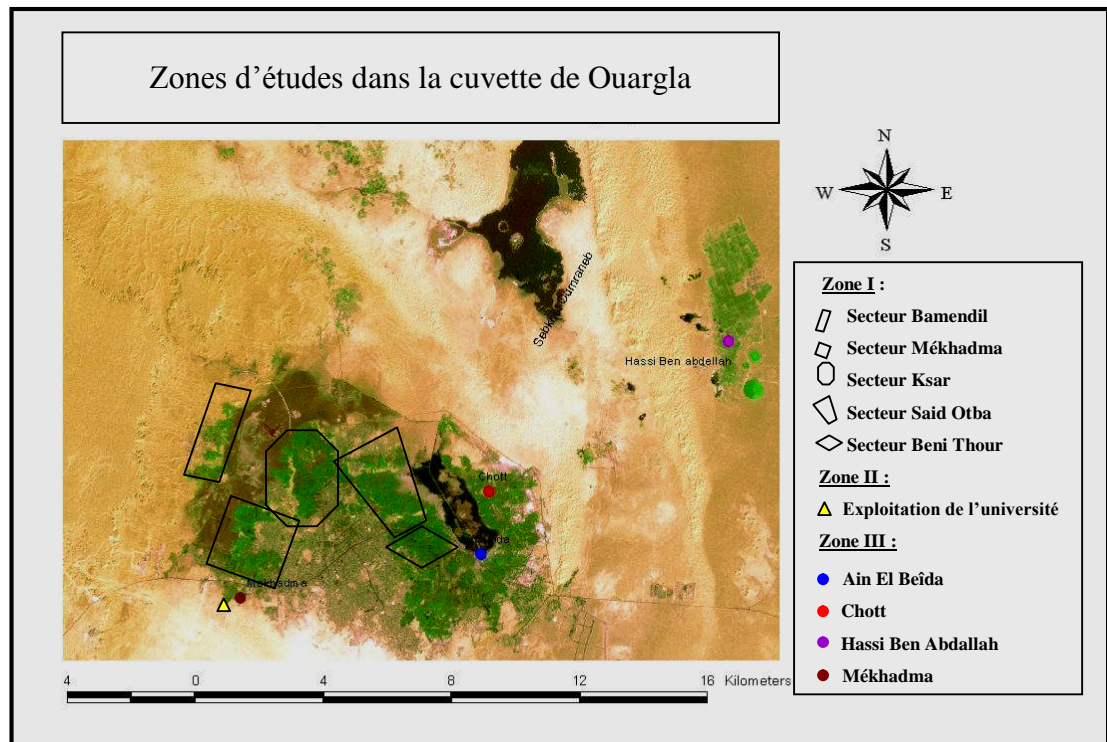 Zones d'études dans la cuvette de Ouargla
N
W E
S
Sebkhet Oumraneb
Hassi Ben abdellah
Chott
Mekhadma
Zone I :
Secteur Bamendil
Secteur Mékhadma
Secteur Ksar
Secteur Said Otba
Secteur Beni Thour
Zone II :
Exploitation de l'université
Zone III :
Ain El Beîda
Chott
Hassi Ben Abdallah
Mékhadma
4 0 4 8 12 16 Kilometers